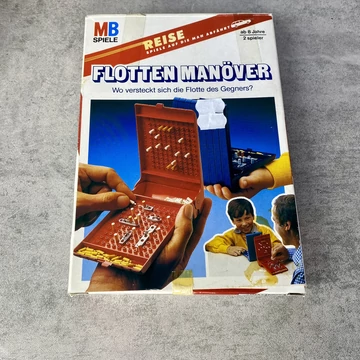 MB
SPIELE
REISE
SPIELE AUF DIE MAN ABFÄHRT
ab 8 Jahre
2 Spieler
FLOTTEN MANÖVER
Wo versteckt sich die Flotte des Gegners?